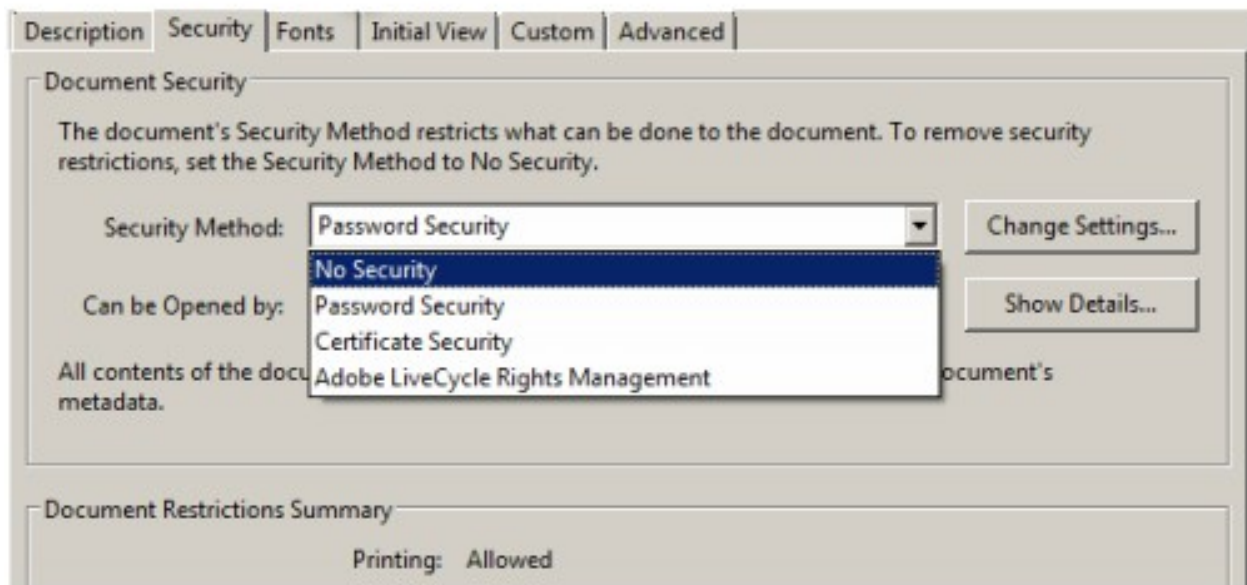 Description Security Fonts Initial View Custom Advanced
Document Security
The document's Security Method restricts what can be done to the document. To remove security
restrictions, set the Security Method to No Security.
Security Method: Password Security Change Settings...
No Security
Can be Opened by: Password Security Show Details...
Certificate Security
All contents of the docu Adobe LiveCycle Rights Management ocument's
metadata.
Document Restrictions Summary
Printing: Allowed